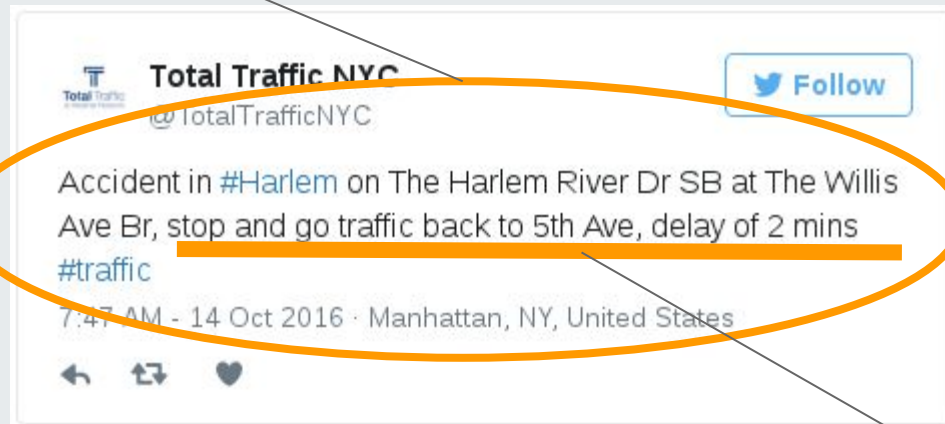 Total Traffic NYC
@TotalTrafficNYC
Follow
Total Traffic
Accident in #Harlem on The Harlem River Dr SB at The Willis
Ave Br, stop and go traffic back to 5th Ave, delay of 2 mins
#traffic
7:47 AM - 14 Oct 2016 · Manhattan, NY, United States